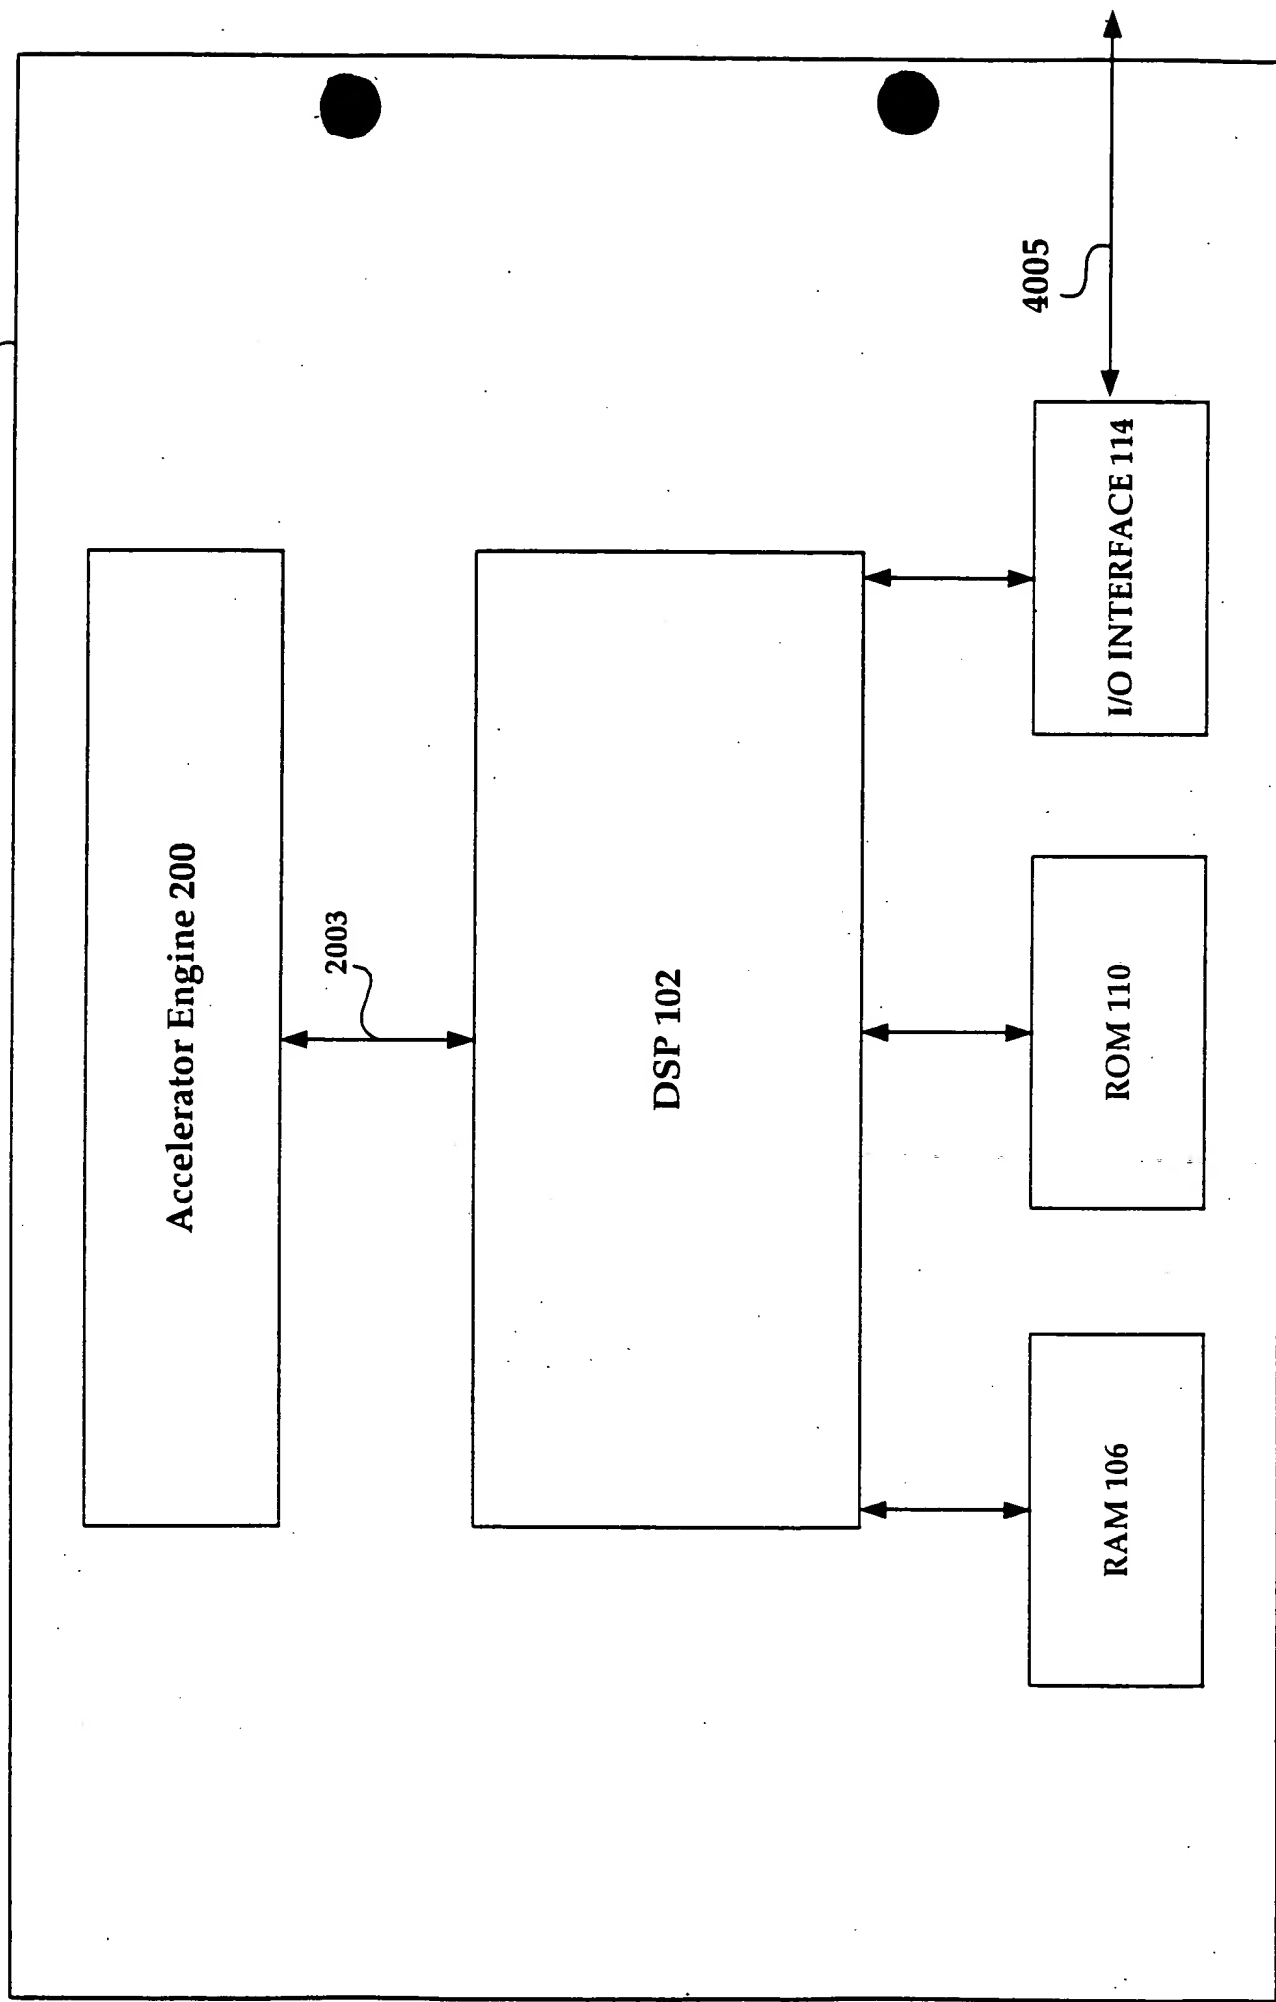 Accelerator Engine 200
2003
DSP 102
4005
RAM 106
ROM 110
I/O INTERFACE 114